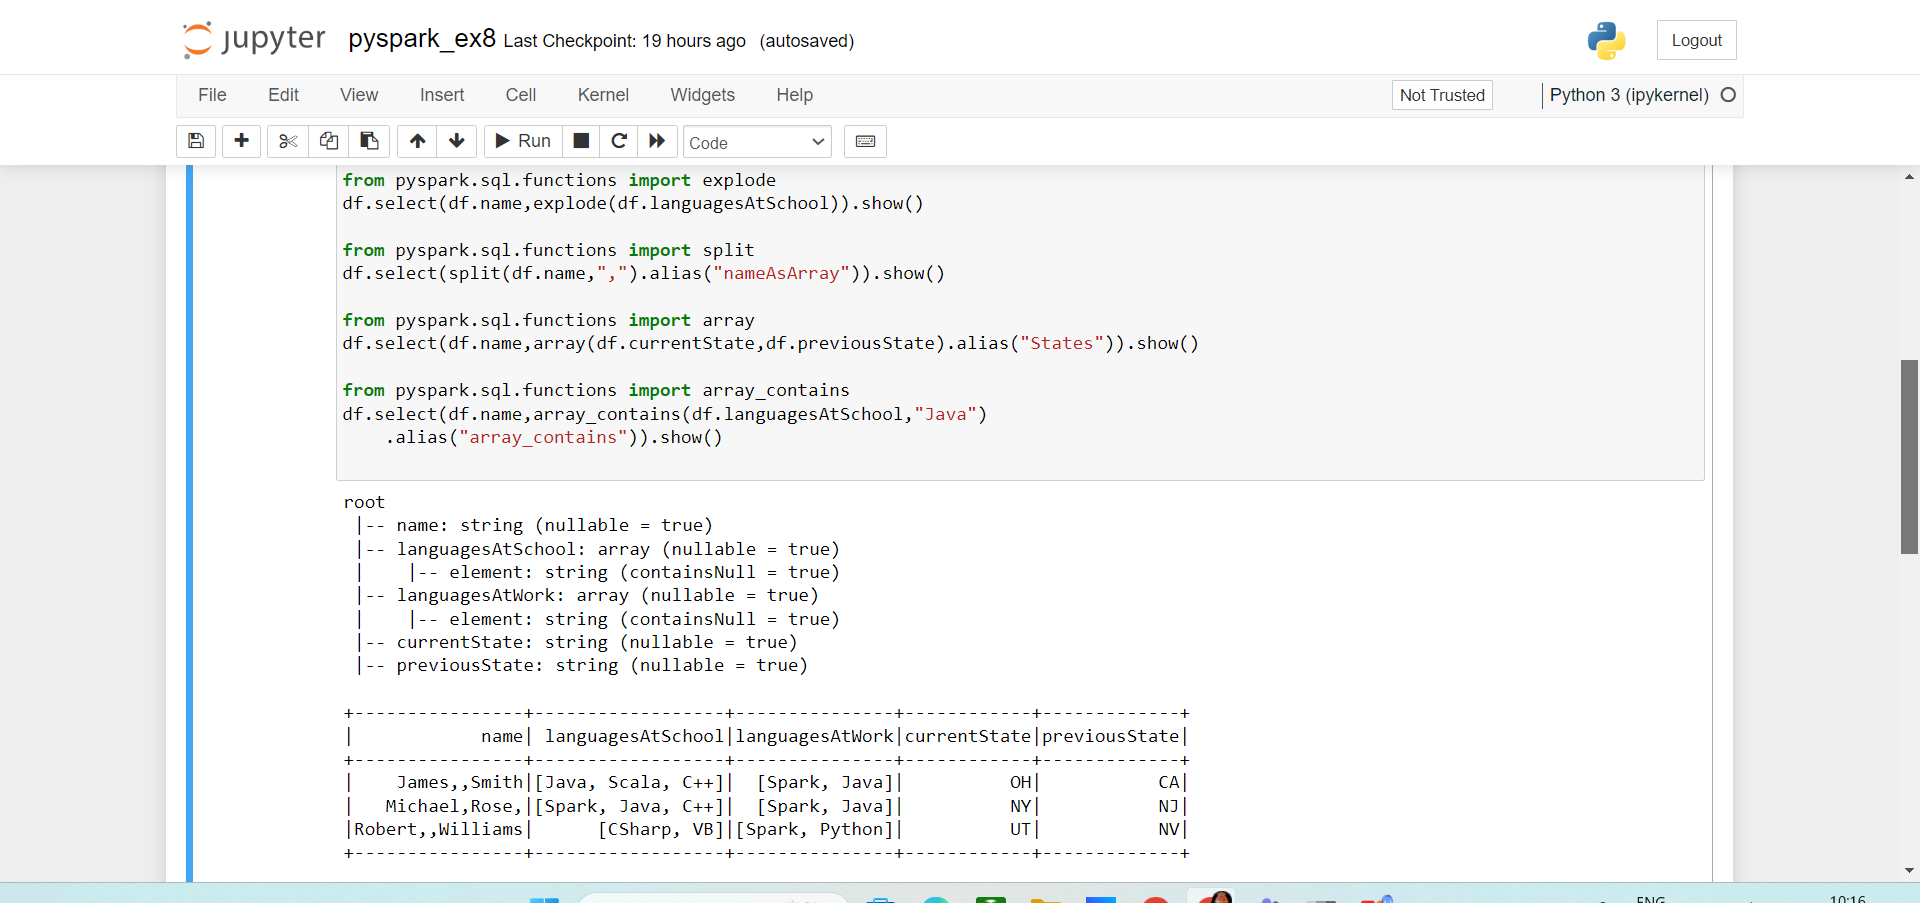 jupyter pyspark_ex8 Last Checkpoint: 19 hours ago (autosaved) Logout
File Edit View Insert Cell Kernel Widgets Help Not Trusted Python 3 (ipykernel)
Run Code
from pyspark.sql.functions import explode
df.select(df.name,explode(df.languagesAtSchool)).show()
from pyspark.sql.functions import split
df.select(split(df.name,",").alias("nameAsArray")).show()
from pyspark.sql.functions import array
df.select(df.name,array(df.currentState,df.previousState).alias("States")).show()
from pyspark.sql.functions import array_contains
df.select(df.name,array_contains(df.languagesAtSchool,"Java")
    .alias("array_contains")).show()
root
 |-- name: string (nullable = true)
 |-- languagesAtSchool: array (nullable = true)
 |    |-- element: string (containsNull = true)
 |-- languagesAtWork: array (nullable = true)
 |    |-- element: string (containsNull = true)
 |-- currentState: string (nullable = true)
 |-- previousState: string (nullable = true)
+----------------+------------------+---------------+------------+-------------+
|            name| languagesAtSchool|languagesAtWork|currentState|previousState|
+----------------+------------------+---------------+------------+-------------+
|    James,,Smith|[Java, Scala, C++]|  [Spark, Java]|          OH|           CA|
|   Michael,Rose,|[Spark, Java, C++]|  [Spark, Java]|          NY|           NJ|
|Robert,,Williams|      [CSharp, VB]|[Spark, Python]|          UT|           NV|
+----------------+------------------+---------------+------------+-------------+
ENG 10:16